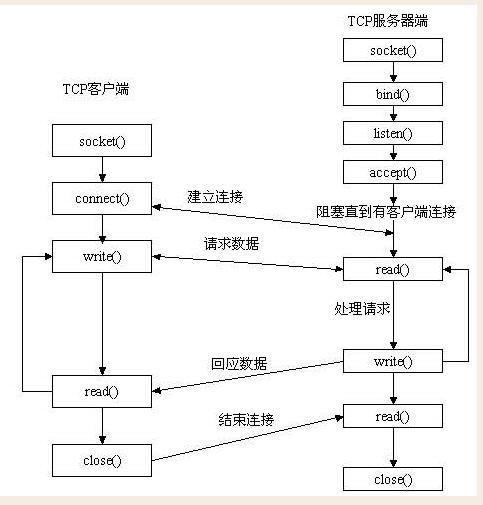 TCP服务器端
socket()
bind()
TCP客户端
listen()
socket()
accept()
connect()
建立连接
阻塞直到有客户端连接
请求数据
write()
read()
处理请求
回应数据
write()
read()
结束连接
read()
close()
close()